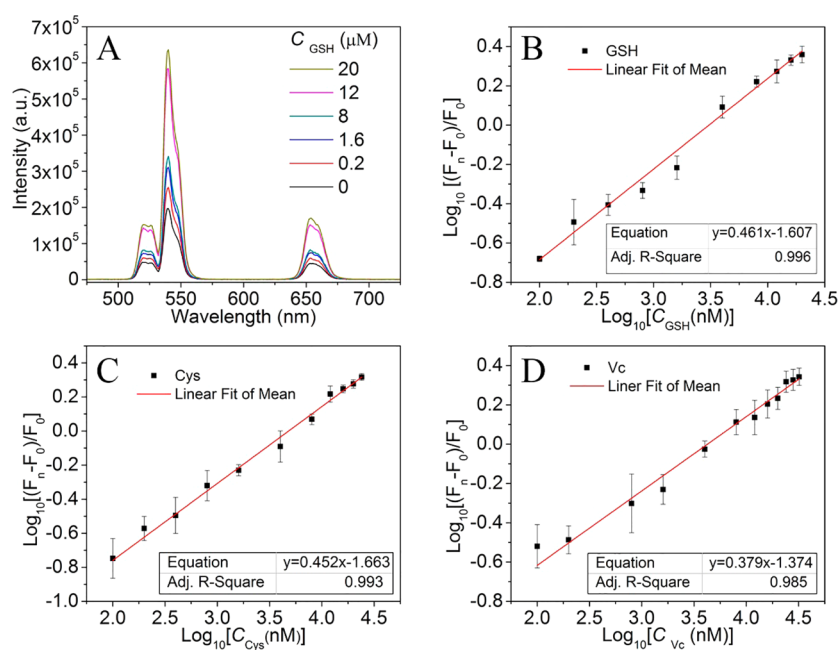 A
C GSH (μM)
20
12
8
1.6
0.2
0
7x10^5
6x10^5
5x10^5
4x10^5
3x10^5
2x10^5
1x10^5
0
Intensity (a.u.)
500 550 600 650 700
Wavelength (nm)
B
GSH
Linear Fit of Mean
0.4
0.2
0.0
-0.2
-0.4
-0.6
-0.8
Log10 [(Fn-F0)/F0]
Equation y=0.461x-1.607
Adj. R-Square 0.996
2.0 2.5 3.0 3.5 4.0 4.5
Log10[CGSH(nM)]
C
Cys
Linear Fit of Mean
0.4
0.2
0.0
-0.2
-0.4
-0.6
-0.8
-1.0
Log10[(Fn-F0)/F0]
Equation y=0.452x-1.663
Adj. R-Square 0.993
2.0 2.5 3.0 3.5 4.0 4.5
Log10[CCys(nM)]
D
Vc
Liner Fit of Mean
0.4
0.2
0.0
-0.2
-0.4
-0.6
-0.8
Log10[(Fn-F0)/F0]
Equation y=0.379x-1.374
Adj. R-Square 0.985
2.0 2.5 3.0 3.5 4.0 4.5
Log10[CVc (nM)]